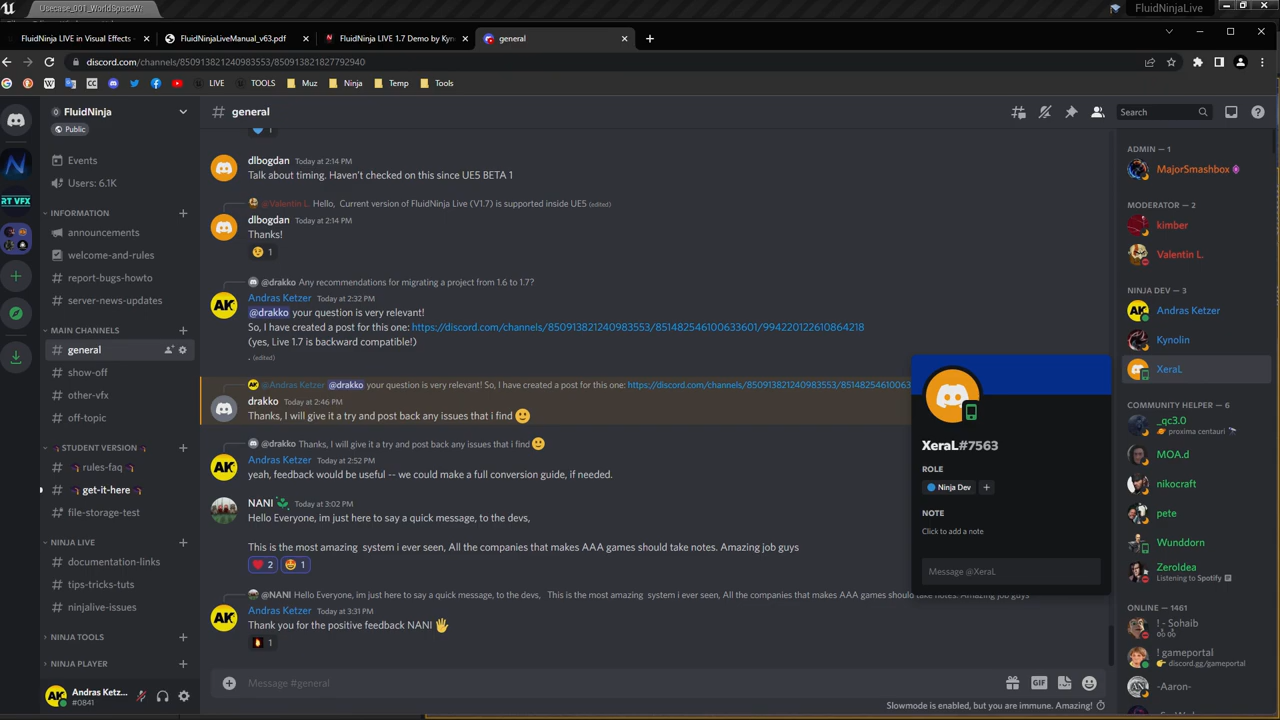 Usecase_001_WorldSpaceW.
FluidNinjaLive
FluidNinja LIVE in Visual Effects -
FluidNinjaLiveManual_v63.pdf
FluidNinja LIVE 1.7 Demo by Kyn
general
discord.com/channels/850913821240983553/850913821827792940
LIVE
TOOLS
Muz
Ninja
Temp
Tools
FluidNinja
Public
Events
Users: 6.1K
INFORMATION
announcements
welcome-and-rules
report-bugs-howto
server-news-updates
MAIN CHANNELS
general
show-off
other-vfx
off-topic
STUDENT VERSION
rules-faq
get-it-here
file-storage-test
NINJA LIVE
documentation-links
tips-tricks-tuts
ninjalive-issues
NINJA TOOLS
NINJA PLAYER
Andras Ketz...
#0841
general
Search
1
dlbogdan Today at 2:14 PM
Talk about timing. Haven't checked on this since UE5 BETA 1
@Valentin L. Hello, Current version of FluidNinja Live (V1.7) is supported inside UE5 (edited)
dlbogdan Today at 2:14 PM
Thanks!
1
@drakko Any recommendations for migrating a project from 1.6 to 1.7?
AK Andras Ketzer Today at 2:32 PM
@drakko your question is very relevant!
So, I have created a post for this one: https://discord.com/channels/850913821240983553/851482546100633601/994220122610864218
(yes, Live 1.7 is backward compatible!)
. (edited)
@Andras Ketzer @drakko your question is very relevant! So, I have created a post for this one: https://discord.com/channels/850913821240983553/8514825461006
drakko Today at 2:46 PM
Thanks, I will give it a try and post back any issues that i find
@drakko Thanks, I will give it a try and post back any issues that i find
AK Andras Ketzer Today at 2:52 PM
yeah, feedback would be useful -- we could make a full conversion guide, if needed.
NANI Today at 3:02 PM
Hello Everyone, im just here to say a quick message, to the devs,
This is the most amazing system i ever seen, All the companies that makes AAA games should take notes. Amazing job guys
2 1
@NANI Hello Everyone, im just here to say a quick message, to the devs, This is the most amazing system i ever seen, All the companies that makes AAA games should take notes. Amazing job guys
AK Andras Ketzer Today at 3:31 PM
Thank you for the positive feedback NANI
1
Message #general
GIF
Slowmode is enabled, but you are immune. Amazing!
XeraL#7563
ROLE
Ninja Dev
NOTE
Click to add a note
Message @XeraL
ADMIN — 1
MajorSmashbox
MODERATOR — 2
kimber
Valentin L.
NINJA DEV — 3
Andras Ketzer
Kynolin
XeraL
COMMUNITY HELPER — 6
_qc3.0
proxima centauri
MOA.d
nikocraft
pete
Wunddorn
ZeroIdea
Listening to Spotify
ONLINE — 1461
! - Sohaib
! gameportal
discord.gg/gameportal
-Aaron-